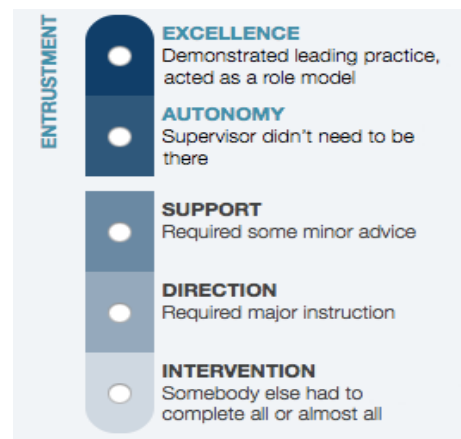 ENTRUSTMENT
EXCELLENCE
Demonstrated leading practice,
acted as a role model
AUTONOMY
Supervisor didn't need to be
there
SUPPORT
Required some minor advice
DIRECTION
Required major instruction
INTERVENTION
Somebody else had to
complete all or almost all